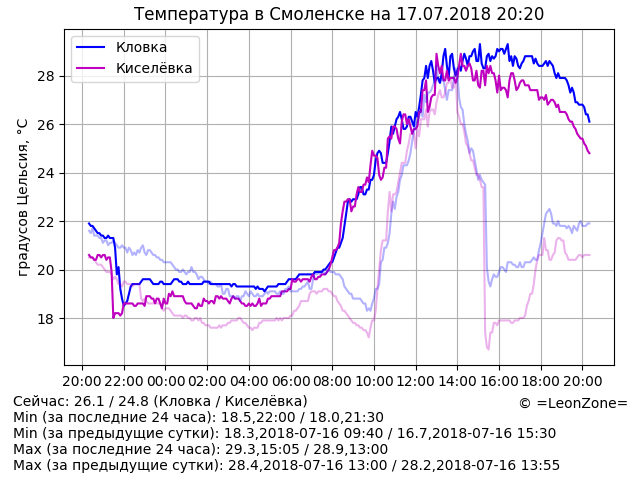 Температура в Смоленске на 17.07.2018 20:20
Кловка
Киселёвка
градусов Цельсия, °C
28
26
24
22
20
18
20:00 22:00 00:00 02:00 04:00 06:00 08:00 10:00 12:00 14:00 16:00 18:00 20:00
Сейчас: 26.1 / 24.8 (Кловка / Киселёвка)
© =LeonZone=
Min (за последние 24 часа): 18.5,22:00 / 18.0,21:30
Min (за предыдущие сутки): 18.3,2018-07-16 09:40 / 16.7,2018-07-16 15:30
Max (за последние 24 часа): 29.3,15:05 / 28.9,13:00
Max (за предыдущие сутки): 28.4,2018-07-16 13:00 / 28.2,2018-07-16 13:55